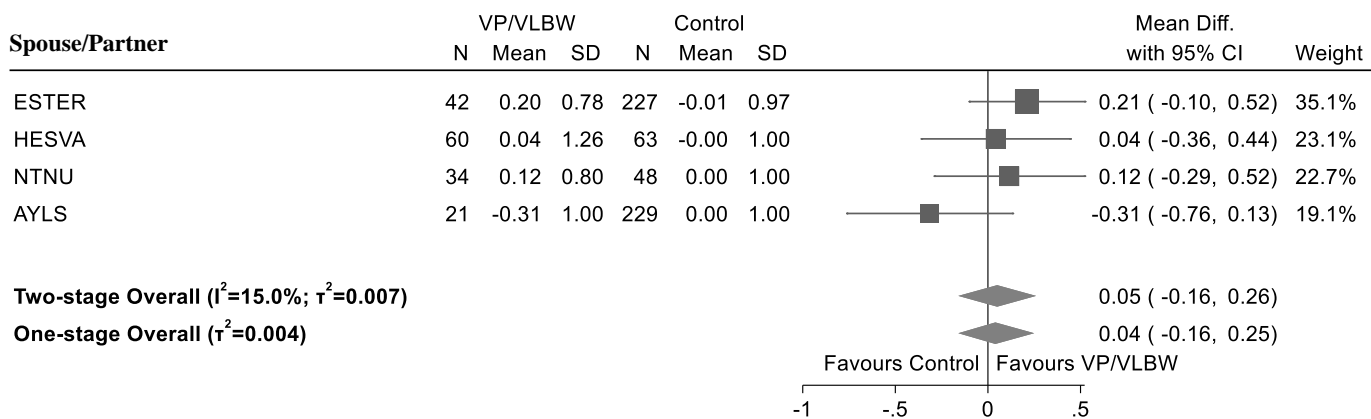 VP/VLBW Control Mean Diff.
Spouse/Partner N Mean SD N Mean SD with 95% CI Weight
ESTER 42 0.20 0.78 227 -0.01 0.97 0.21 ( -0.10, 0.52) 35.1%
HESVA 60 0.04 1.26 63 -0.00 1.00 0.04 ( -0.36, 0.44) 23.1%
NTNU 34 0.12 0.80 48 0.00 1.00 0.12 ( -0.29, 0.52) 22.7%
AYLS 21 -0.31 1.00 229 0.00 1.00 -0.31 ( -0.76, 0.13) 19.1%
Two-stage Overall (I²=15.0%; τ²=0.007) 0.05 ( -0.16, 0.26)
One-stage Overall (τ²=0.004) 0.04 ( -0.16, 0.25)
Favours Control Favours VP/VLBW
-1 -.5 0 .5